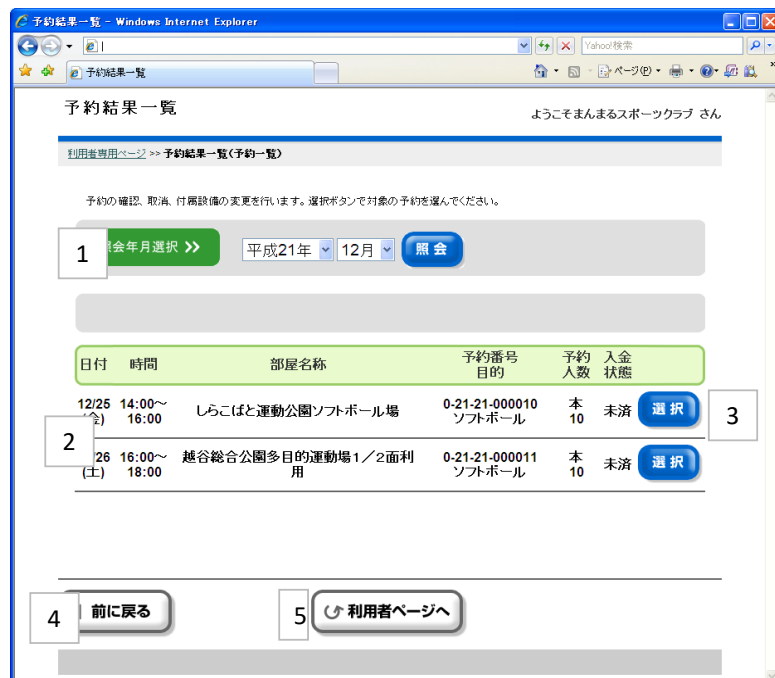 予約結果一覧 - Windows Internet Explorer
Yahoo!検索
予約結果一覧
ページ(P)
予約結果一覧
ようこそまんまるスポーツクラブ さん
利用者専用ページ >> 予約結果一覧(予約一覧)
予約の確認、取消、付属設備の変更を行います。選択ボタンで対象の予約を選んでください。
1
会年月選択 >>
平成21年 12月 照会
日付 時間 部屋名称 予約番号 目的 予約人数 入金状態
12/25 14:00～ しらこばと運動公園ソフトボール場 0-21-21-000010 本 未済 選択
金) 16:00 ソフトボール 10
3
2
26 16:00～ 越谷総合公園多目的運動場1／2面利 0-21-21-000011 本 未済 選択
(土) 18:00 用 ソフトボール 10
4 前に戻る
5 利用者ページへ